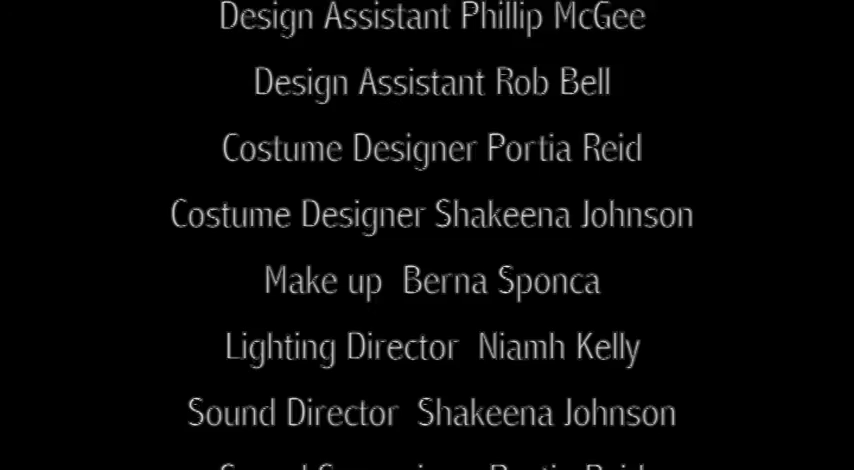 Design Assistant Phillip McGee
Design Assistant Rob Bell
Costume Designer Portia Reid
Costume Designer Shakeena Johnson
Make up  Berna Sponca
Lighting Director  Niamh Kelly
Sound Director  Shakeena Johnson